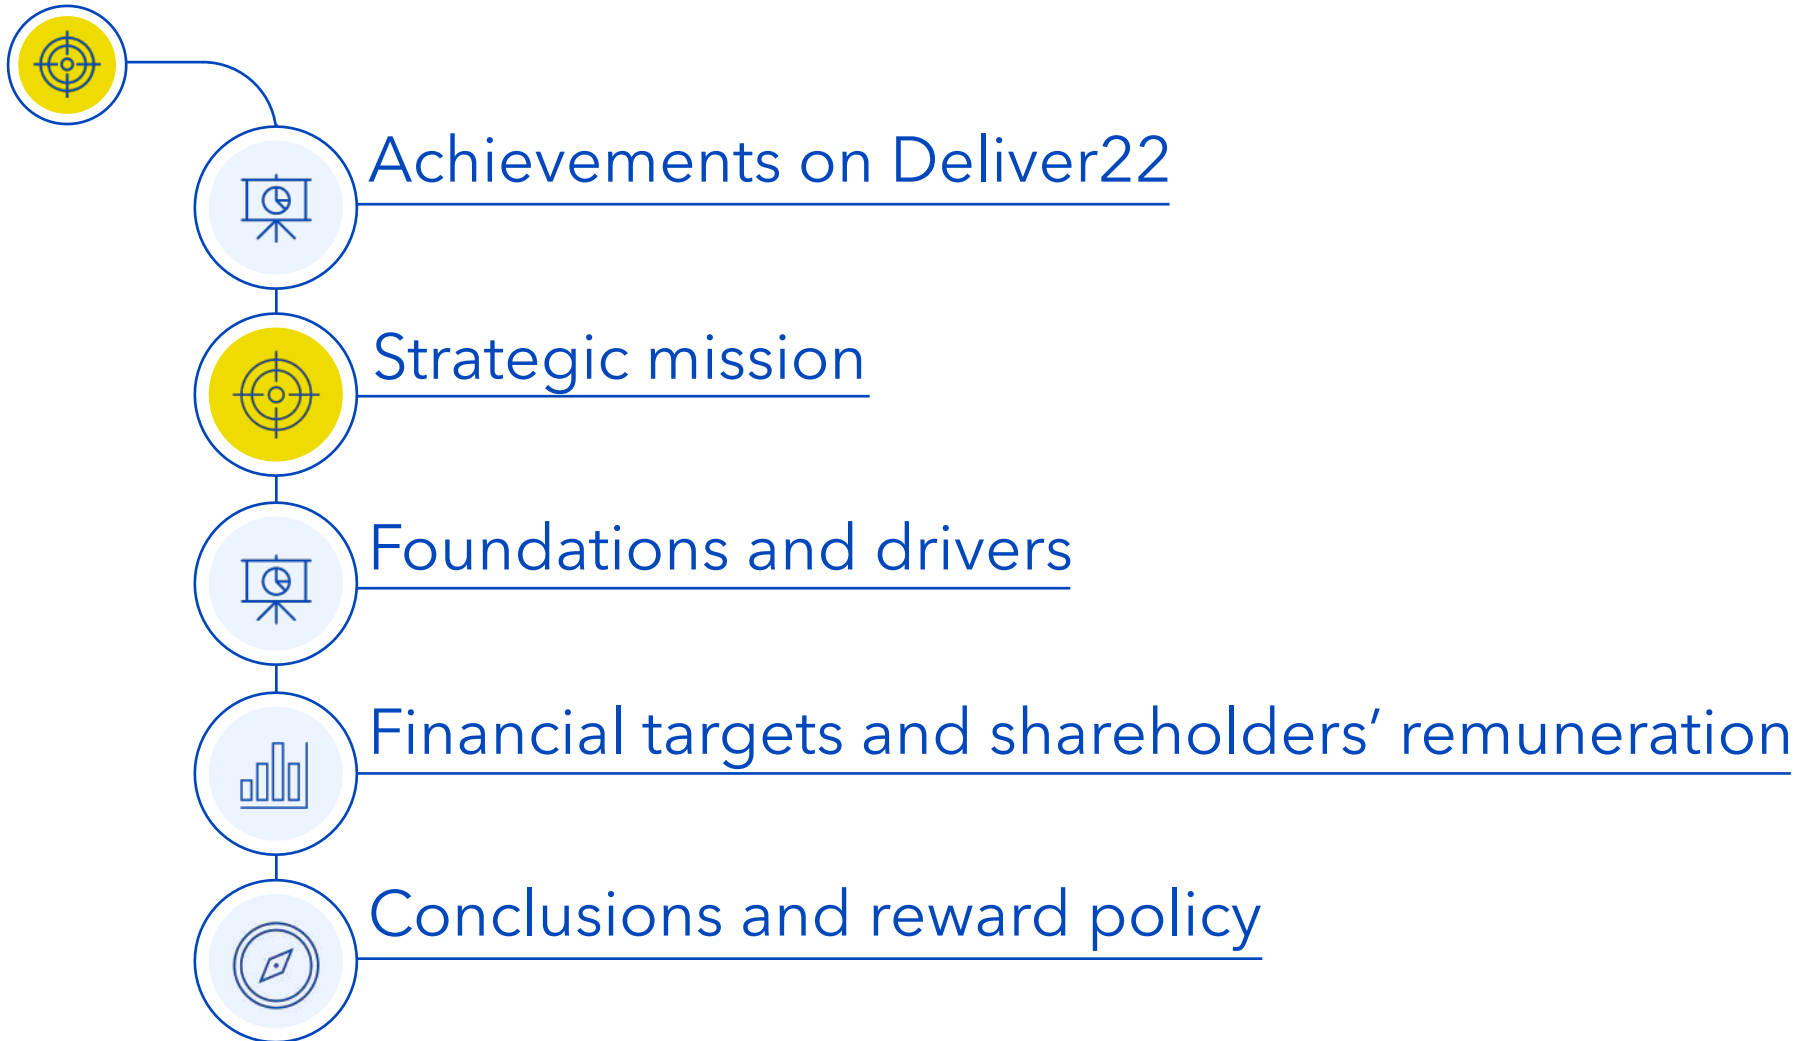 Achievements on Deliver22
Strategic mission
Foundations and drivers
Financial targets and shareholders’ remuneration
Conclusions and reward policy